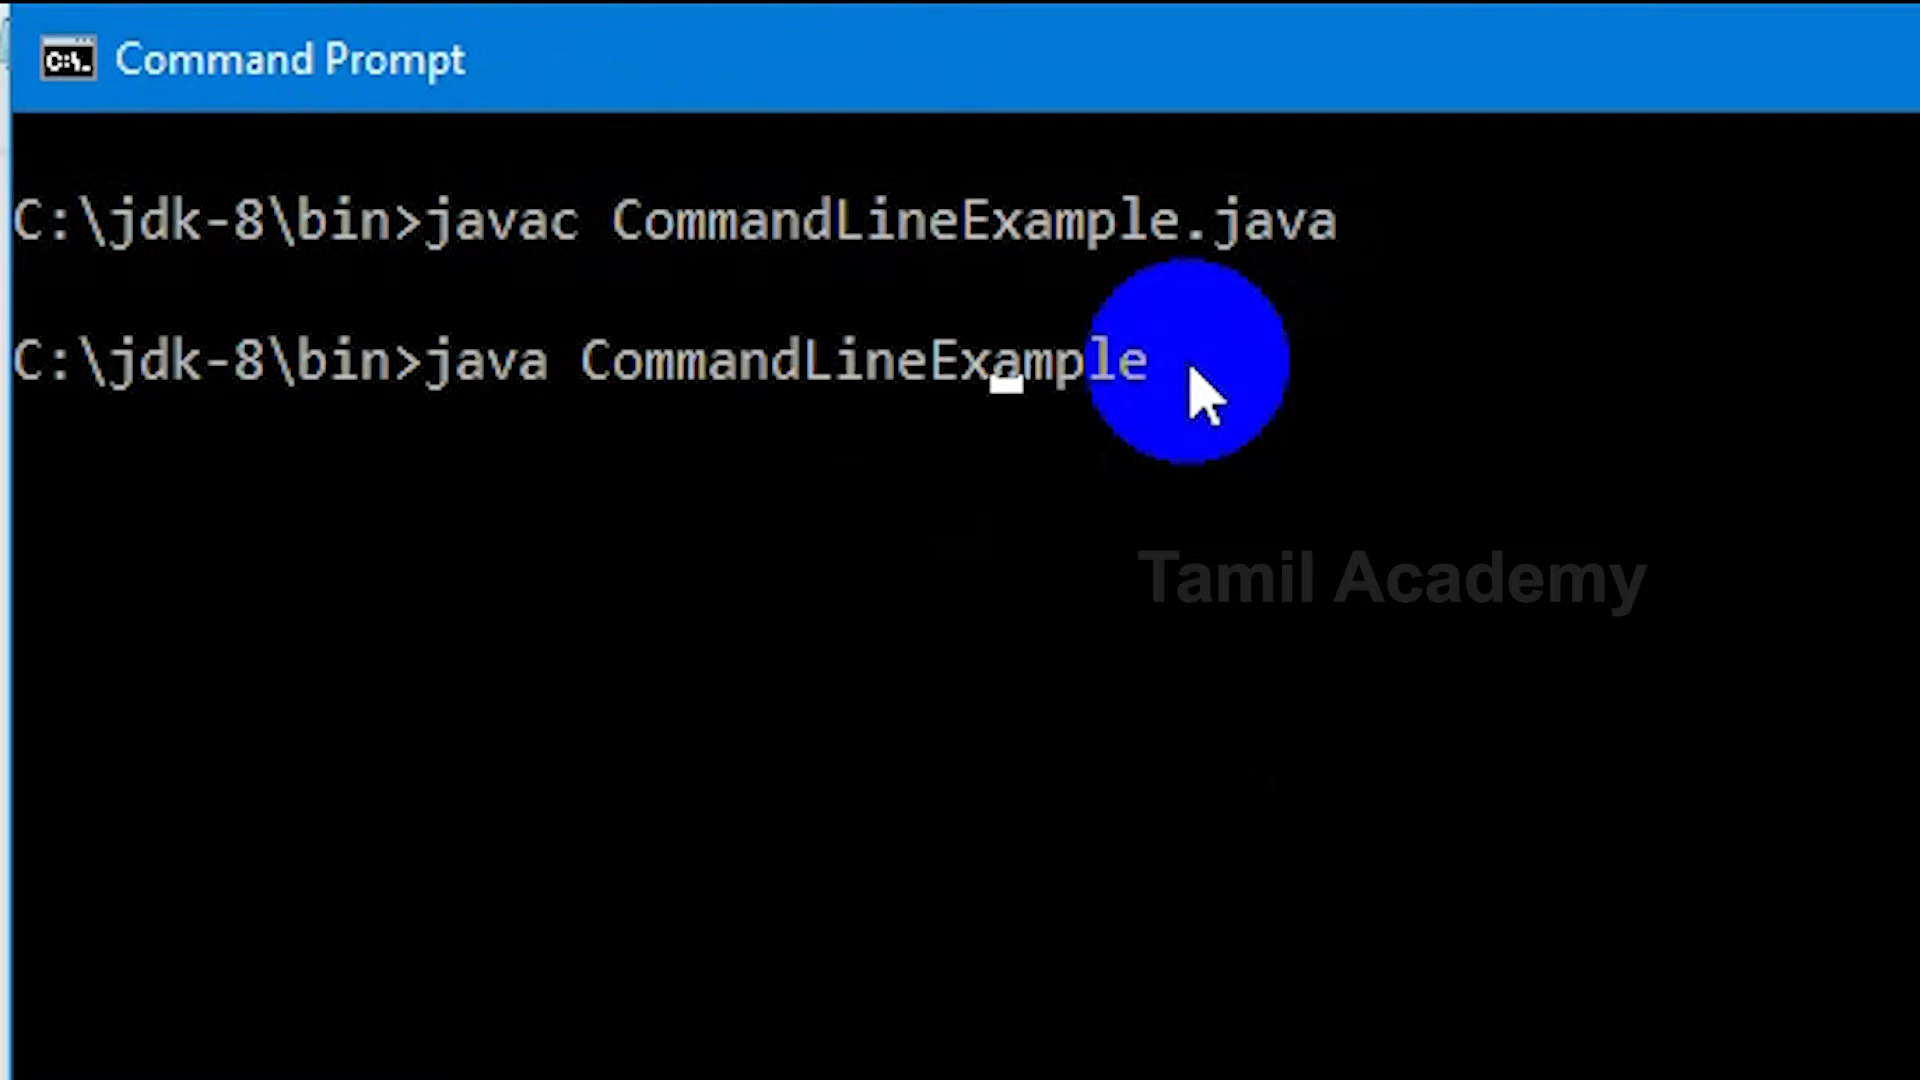 C:\. Command Prompt
C:\jdk-8\bin>javac CommandLineExample.java
C:\jdk-8\bin>java CommandLineExample
Tamil Academy